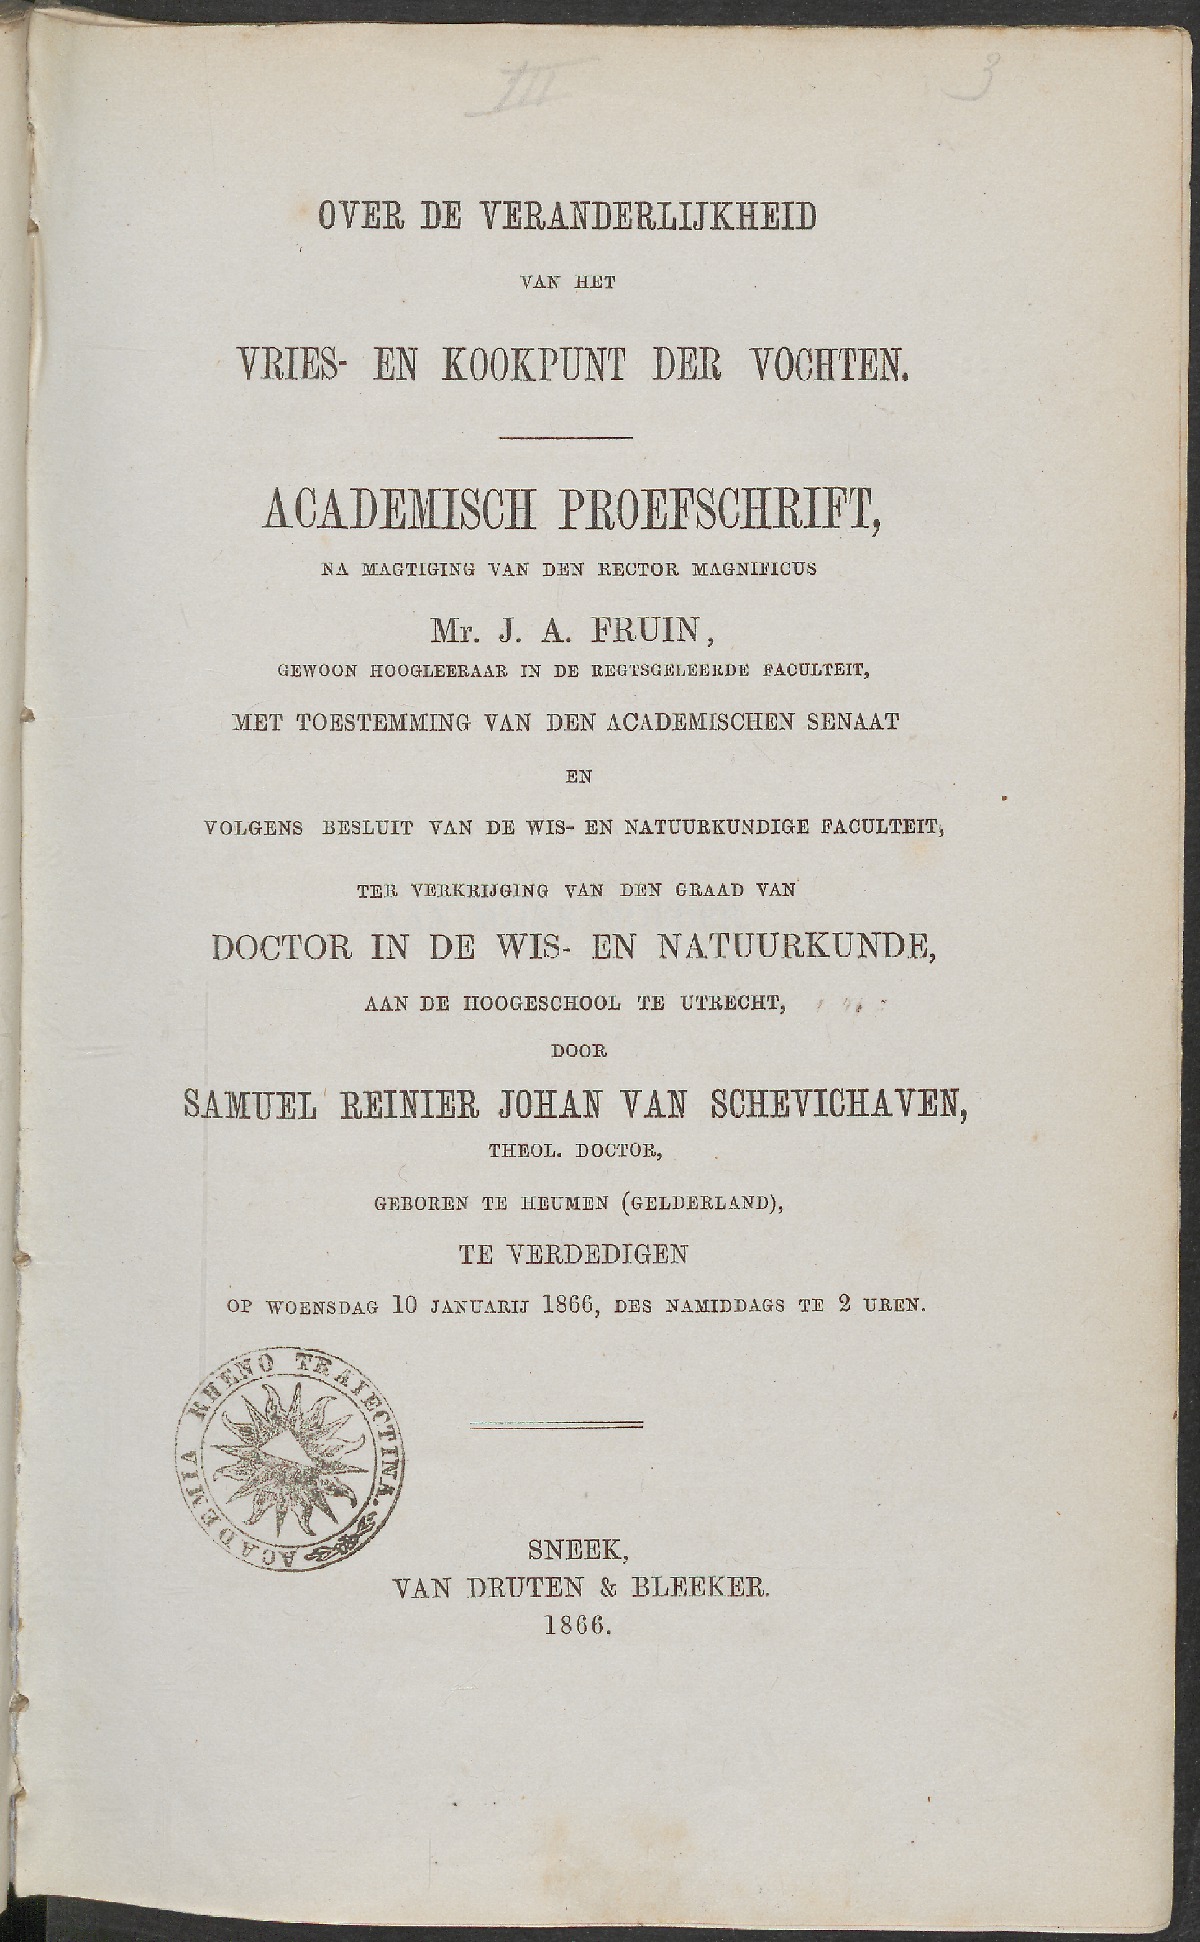 III 3
OVER DE VERANDERLIJKHEID
VAN HET
VRIES- EN KOOKPUNT DER VOCHTEN.
ACADEMISCH PROEFSCHRIFT,
NA MAGTIGING VAN DEN RECTOR MAGNIFICUS
Mr. J. A. FRUIN,
GEWOON HOOGLEERAAR IN DE REGTSGELEERDE FACULTEIT,
MET TOESTEMMING VAN DEN ACADEMISCHEN SENAAT
EN
VOLGENS BESLUIT VAN DE WIS- EN NATUURKUNDIGE FACULTEIT,
TER VERKRIJGING VAN DEN GRAAD VAN
DOCTOR IN DE WIS- EN NATUURKUNDE,
AAN DE HOOGESCHOOL TE UTRECHT,
DOOR
SAMUEL REINIER JOHAN VAN SCHEVICHAVEN,
THEOL. DOCTOR,
GEBOREN TE HEUMEN (GELDERLAND),
TE VERDEDIGEN
OP WOENSDAG 10 JANUARIJ 1866, DES NAMIDDAGS TE 2 UREN.
ACADEMIA RHENO TRAIECTINA.
SNEEK,
VAN DRUTEN & BLEEKER.
1866.